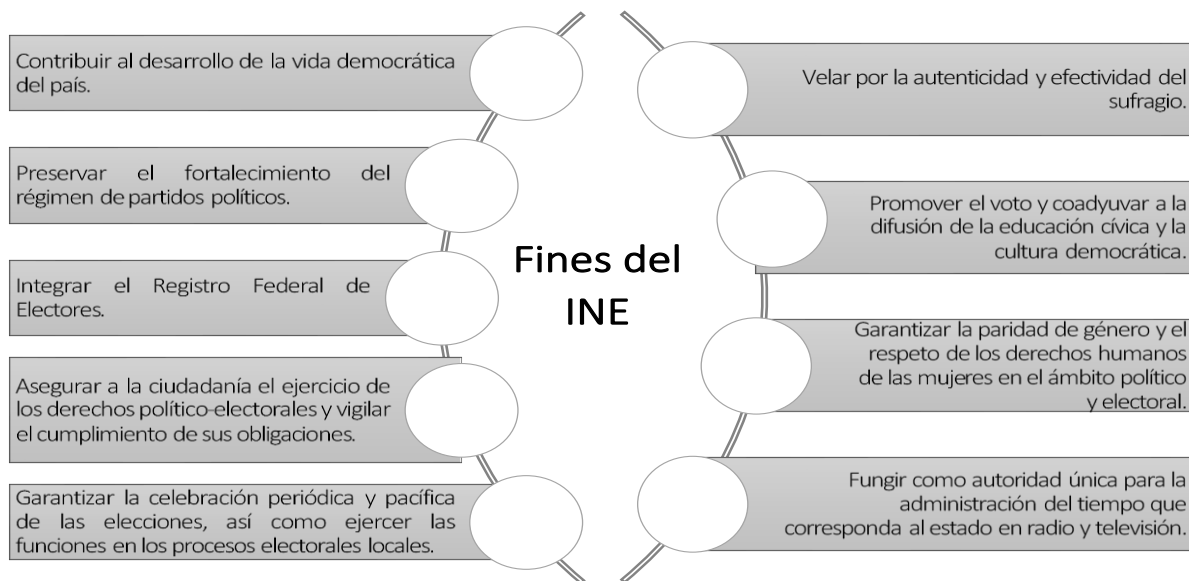 Contribuir al desarrollo de la vida democrática
del país.
Preservar el fortalecimiento del
régimen de partidos políticos.
Integrar el Registro Federal de
Electores.
Asegurar a la ciudadanía el ejercicio de
los derechos político-electorales y vigilar
el cumplimiento de sus obligaciones.
Garantizar la celebración periódica y pacífica
de las elecciones, así como ejercer las
funciones en los procesos electorales locales.
Fines del
INE
Velar por la autenticidad y efectividad del
sufragio.
Promover el voto y coadyuvar a la
difusión de la educación cívica y la
cultura democrática.
Garantizar la paridad de género y el
respeto de los derechos humanos
de las mujeres en el ámbito político
y electoral.
Fungir como autoridad única para la
administración del tiempo que
corresponda al estado en radio y televisión.